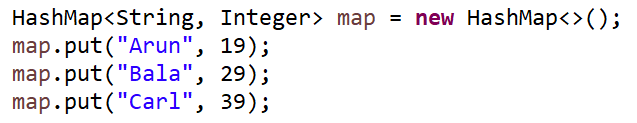 HashMap<String, Integer> map = new HashMap<>();
map.put("Arun", 19);
map.put("Bala", 29);
map.put("Carl", 39);